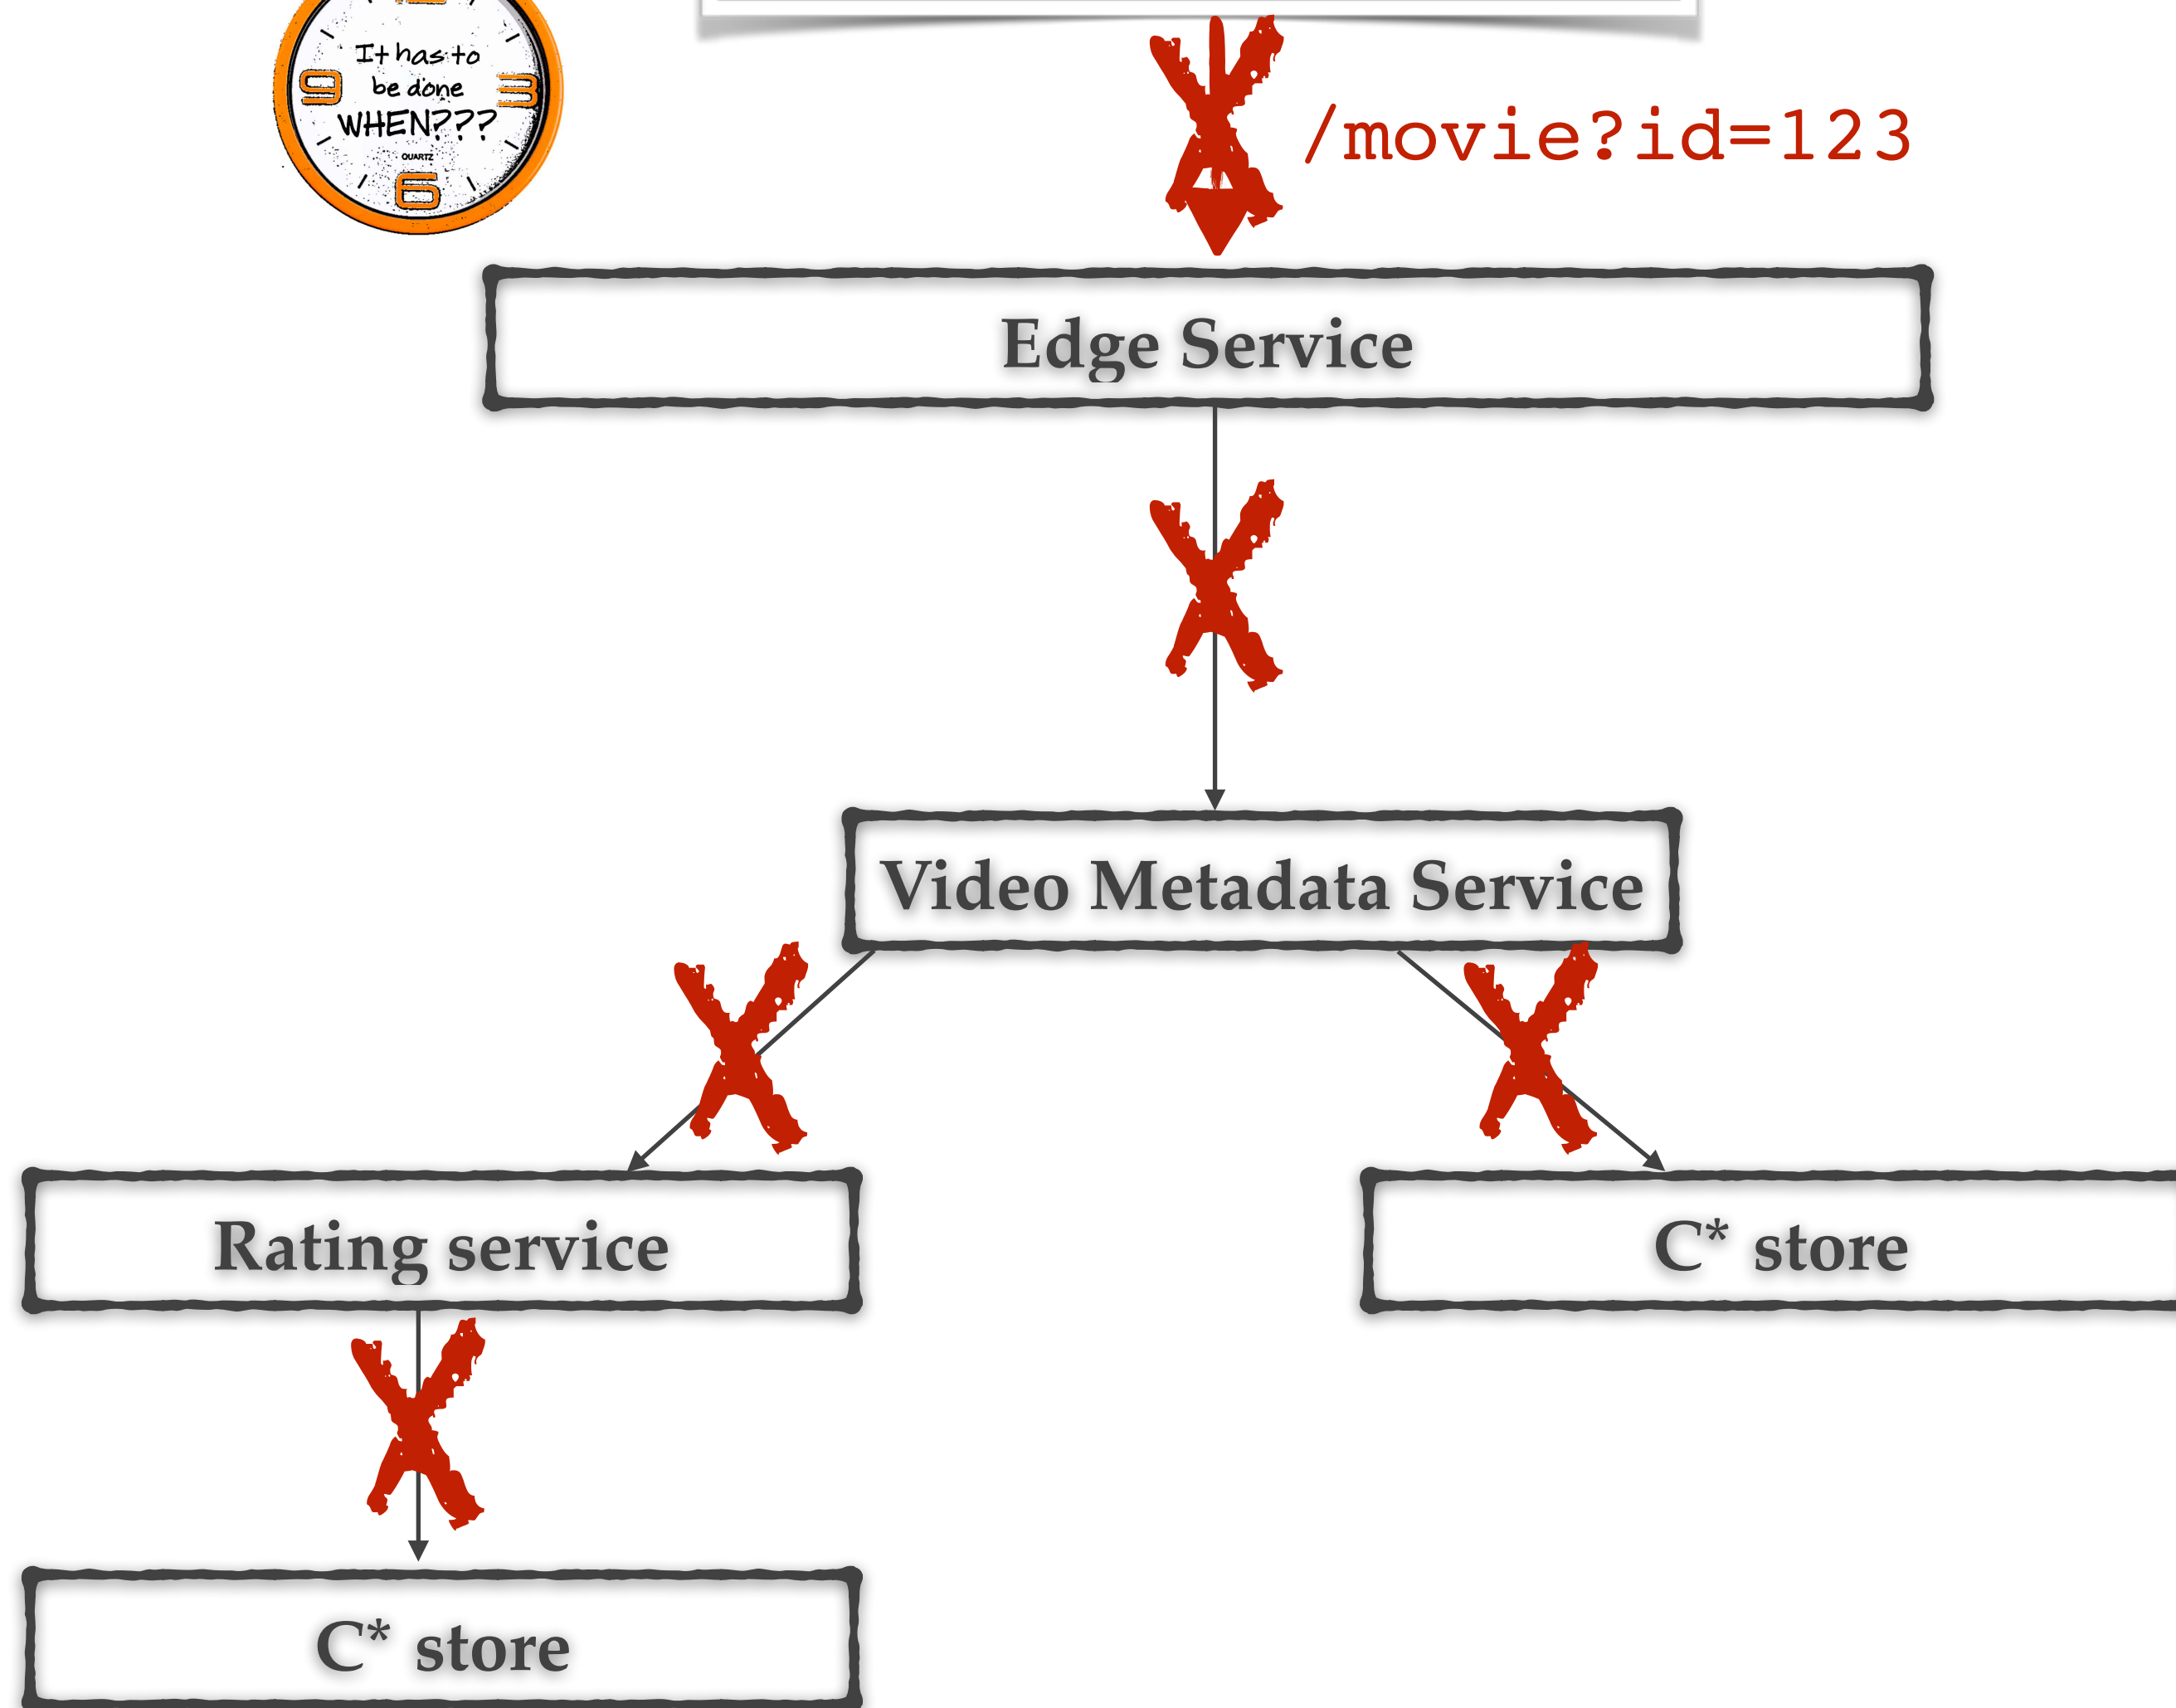 It has to
be done
9
3
WHEN???
QUARTZ
6
/movie?id=123
Edge Service
Video Metadata Service
Rating service
C* store
C* store